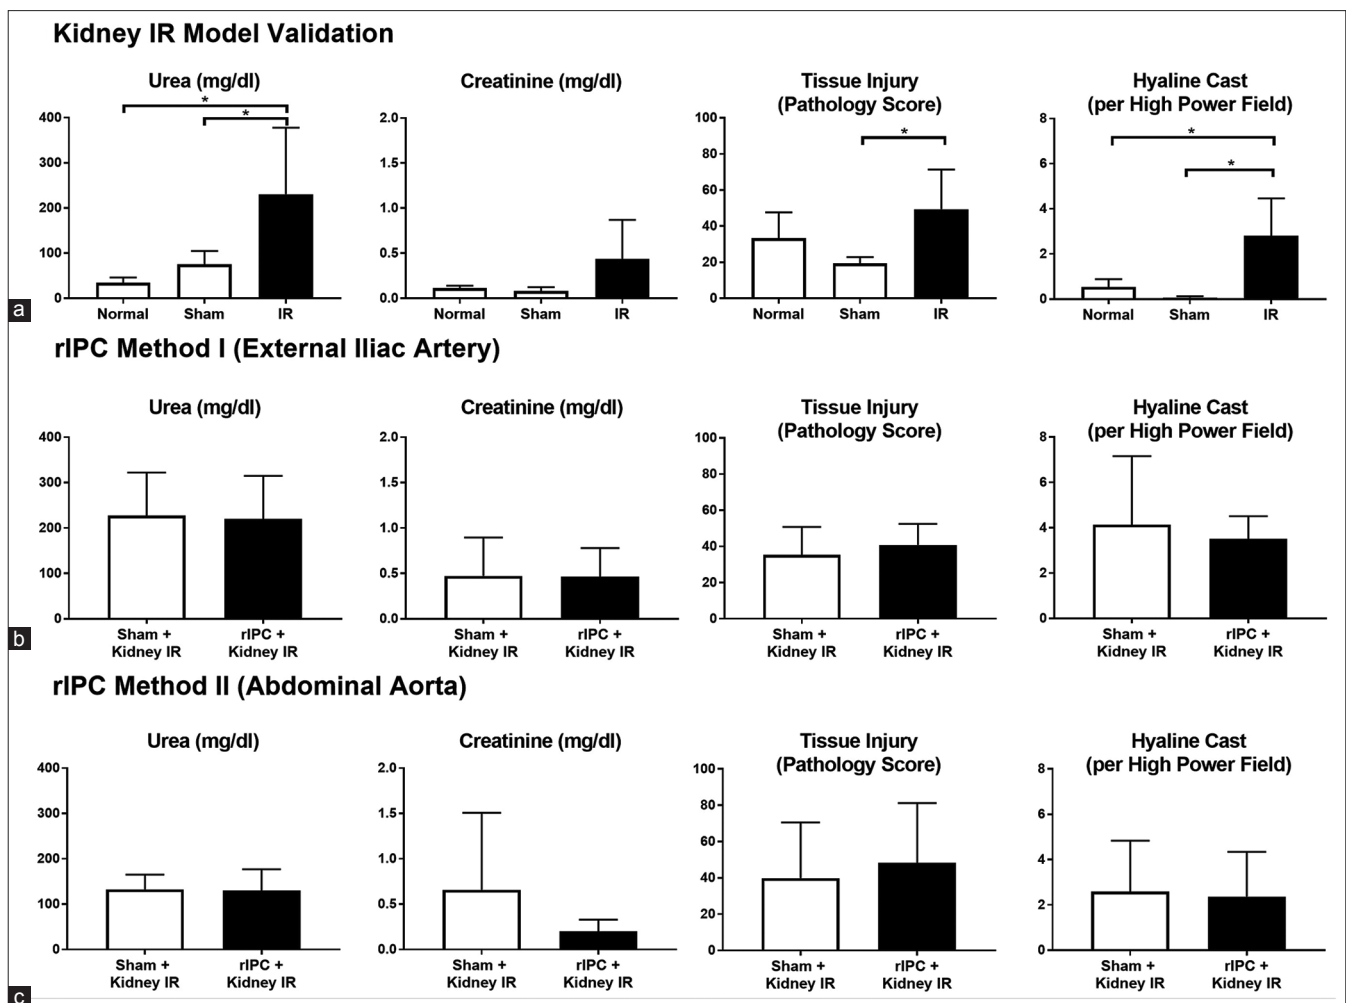 Kidney IR Model Validation
Urea (mg/dl)
*
*
400
300
200
100
0
Normal Sham IR
Creatinine (mg/dl)
2.0
1.5
1.0
0.5
0.0
Normal Sham IR
Tissue Injury
(Pathology Score)
*
100
80
60
40
20
0
Normal Sham IR
Hyaline Cast
(per High Power Field)
*
*
8
6
4
2
0
Normal Sham IR
a
rIPC Method I (External Iliac Artery)
Urea (mg/dl)
400
300
200
100
0
Sham + rIPC +
Kidney IR Kidney IR
Creatinine (mg/dl)
2.0
1.5
1.0
0.5
0.0
Sham + rIPC +
Kidney IR Kidney IR
Tissue Injury
(Pathology Score)
100
80
60
40
20
0
Sham + rIPC +
Kidney IR Kidney IR
Hyaline Cast
(per High Power Field)
8
6
4
2
0
Sham + rIPC +
Kidney IR Kidney IR
b
rIPC Method II (Abdominal Aorta)
Urea (mg/dl)
400
300
200
100
0
Sham + rIPC +
Kidney IR Kidney IR
Creatinine (mg/dl)
2.0
1.5
1.0
0.5
0.0
Sham + rIPC +
Kidney IR Kidney IR
Tissue Injury
(Pathology Score)
100
80
60
40
20
0
Sham + rIPC +
Kidney IR Kidney IR
Hyaline Cast
(per High Power Field)
8
6
4
2
0
Sham + rIPC +
Kidney IR Kidney IR
c